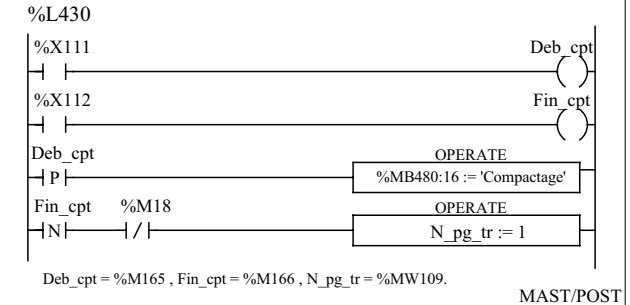 %L430
%X111 Deb_cpt
%X112 Fin_cpt
Deb_cpt OPERATE
P %MB480:16 := 'Compactage'
Fin_cpt %M18 OPERATE
N / N_pg_tr := 1
Deb_cpt = %M165 , Fin_cpt = %M166 , N_pg_tr = %MW109.
MAST/POST